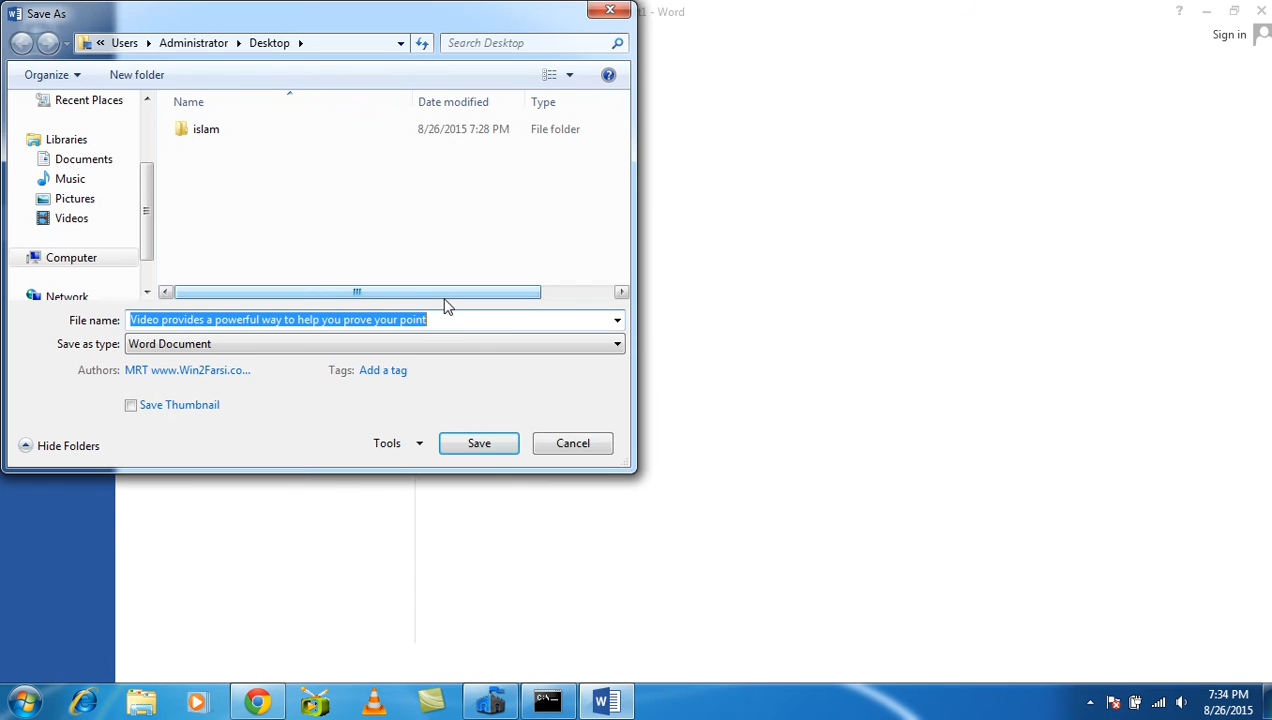 Save As
1 - Word
Sign in
« Users Administrator Desktop
Search Desktop
Organize
New folder
Recent Places
Libraries
Documents
Music
Pictures
Videos
Computer
Network
Name
Date modified
Type
islam
8/26/2015 7:28 PM
File folder
File name:
Video provides a powerful way to help you prove your point
Save as type:
Word Document
Authors:
MRT www.Win2Farsi.co...
Tags:
Add a tag
Save Thumbnail
Hide Folders
Tools
Save
Cancel
7:34 PM
8/26/2015